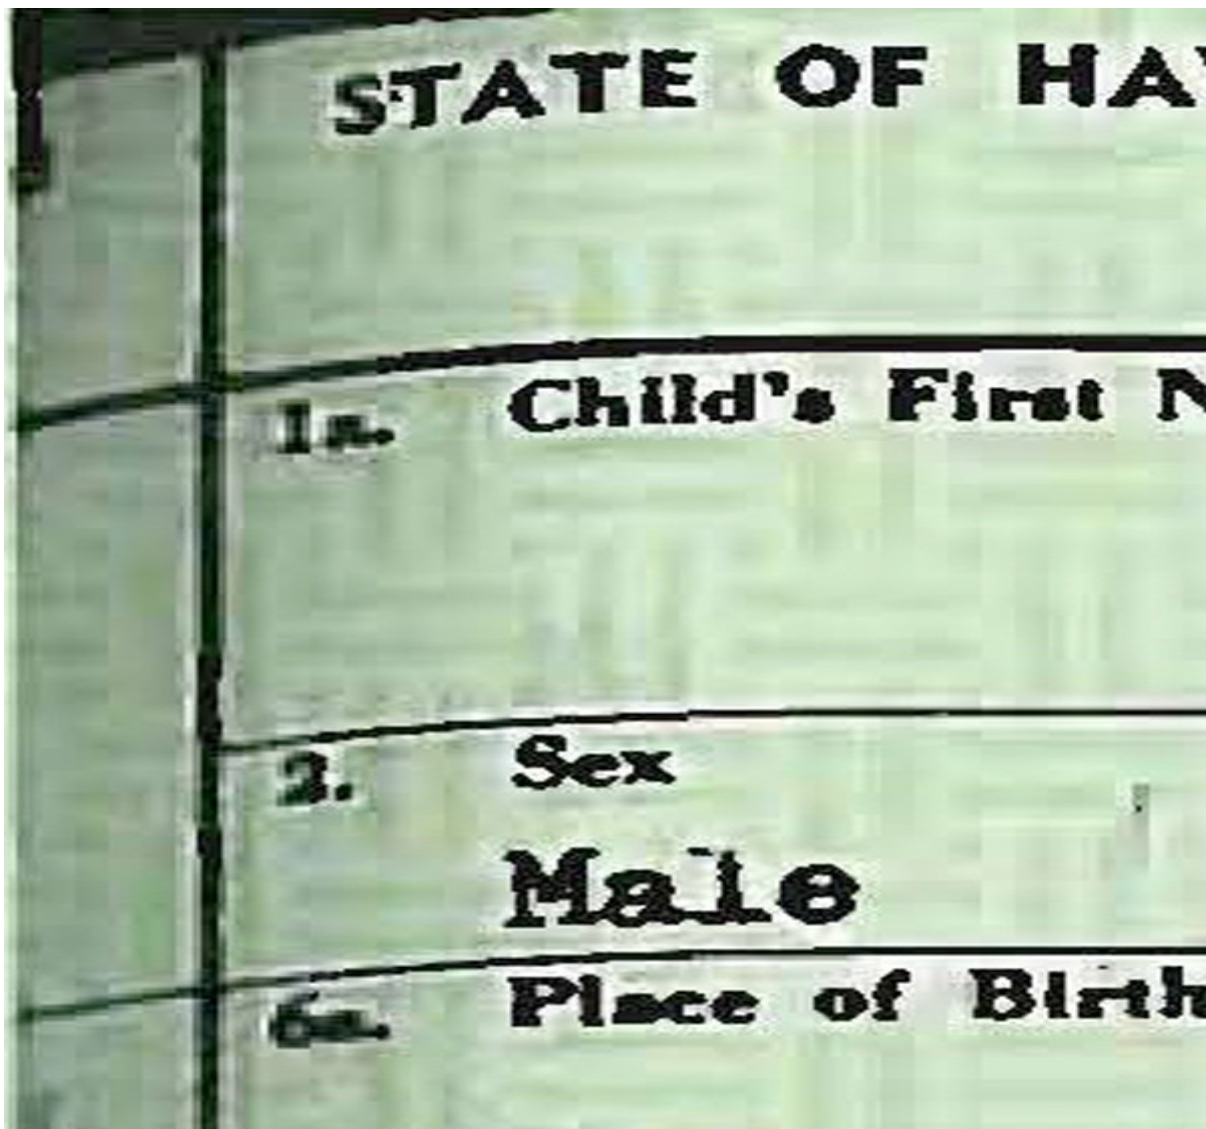 STATE OF HA
1a. Child's First N
2. Sex
Male
6a. Place of Birth